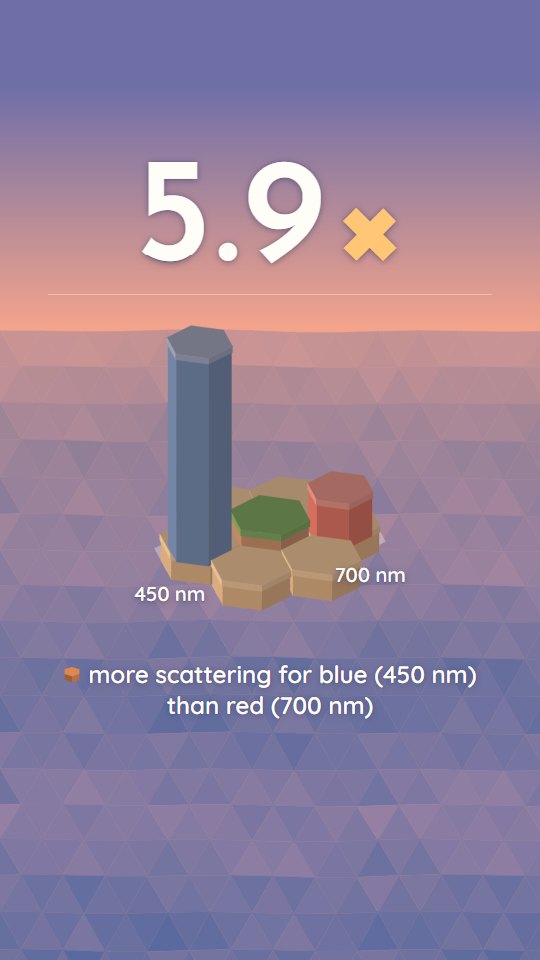 5.9×
450 nm
700 nm
more scattering for blue (450 nm)
than red (700 nm)